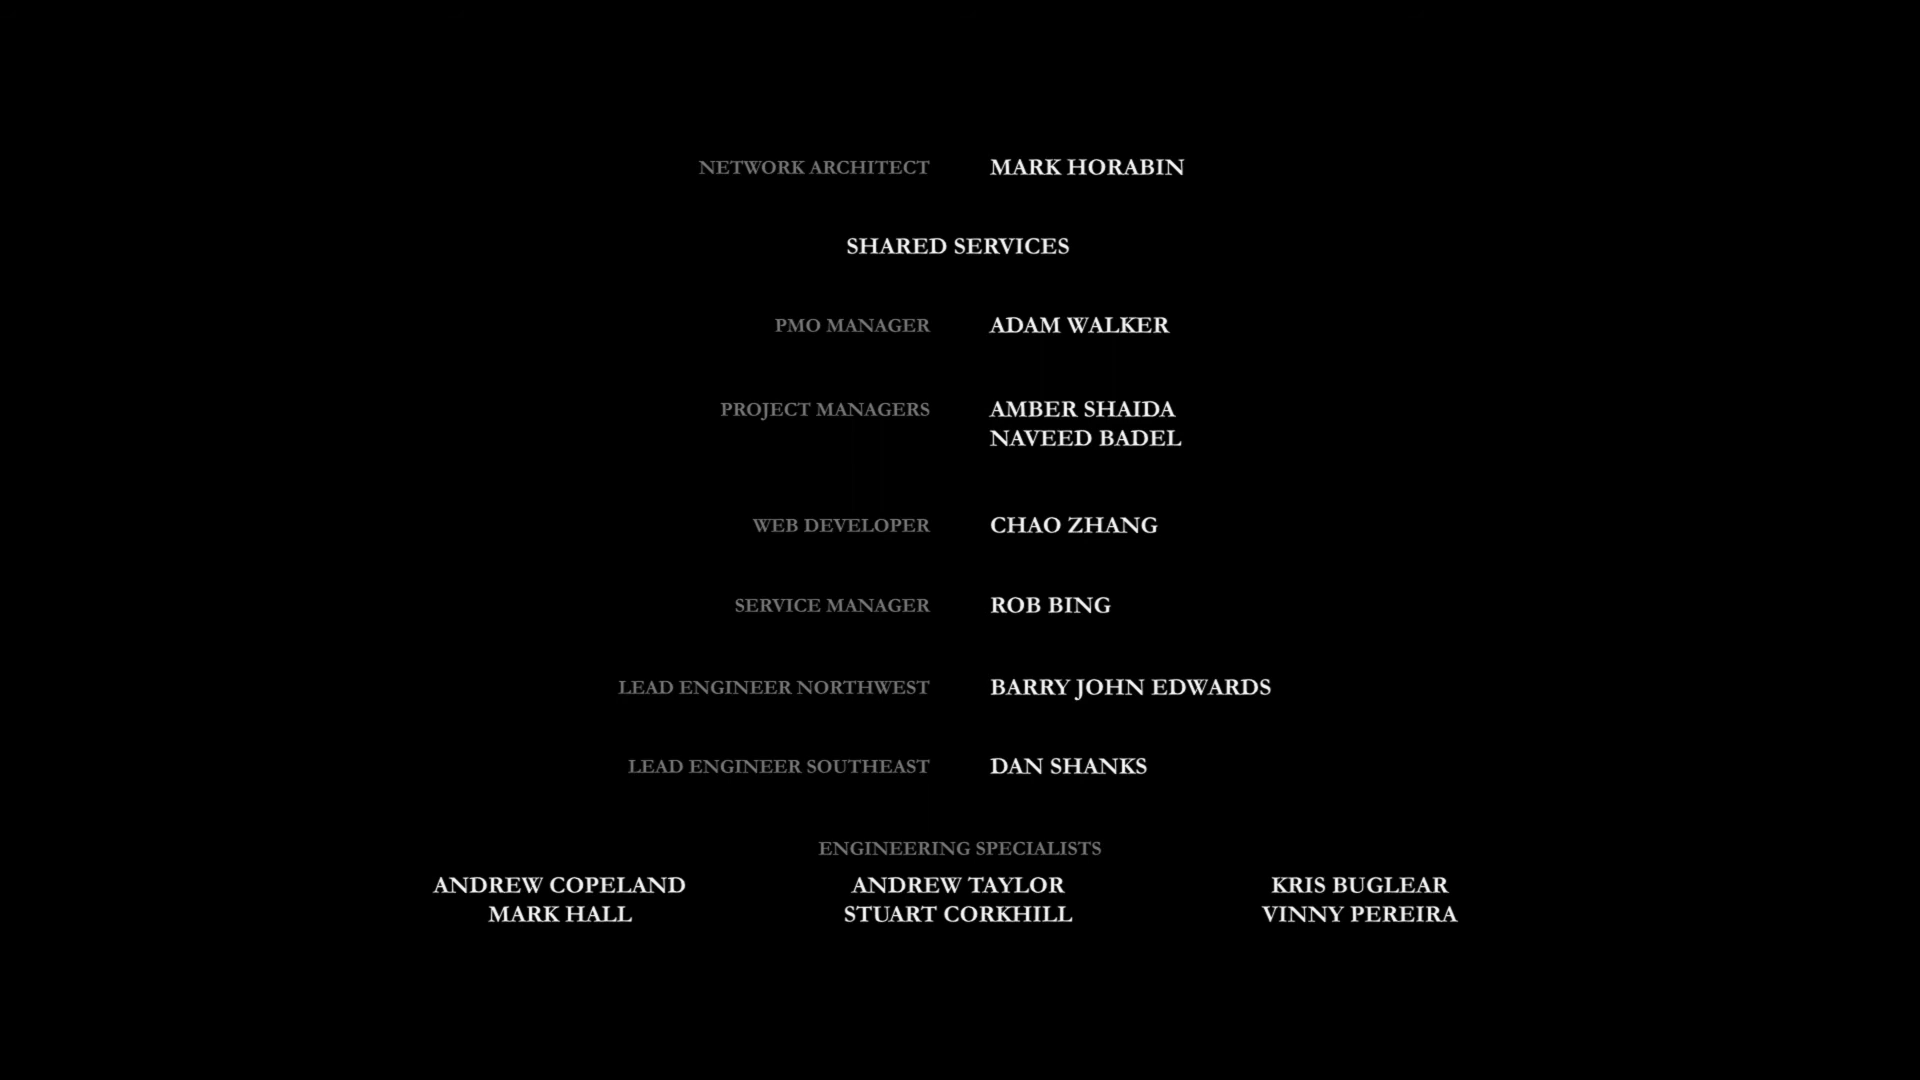 NETWORK ARCHITECT MARK HORABIN
SHARED SERVICES
PMO MANAGER ADAM WALKER
PROJECT MANAGERS AMBER SHAIDA
NAVEED BADEL
WEB DEVELOPER CHAO ZHANG
SERVICE MANAGER ROB BING
LEAD ENGINEER NORTHWEST BARRY JOHN EDWARDS
LEAD ENGINEER SOUTHEAST DAN SHANKS
ENGINEERING SPECIALISTS
ANDREW COPELAND ANDREW TAYLOR KRIS BUGLEAR
MARK HALL STUART CORKHILL VINNY PEREIRA